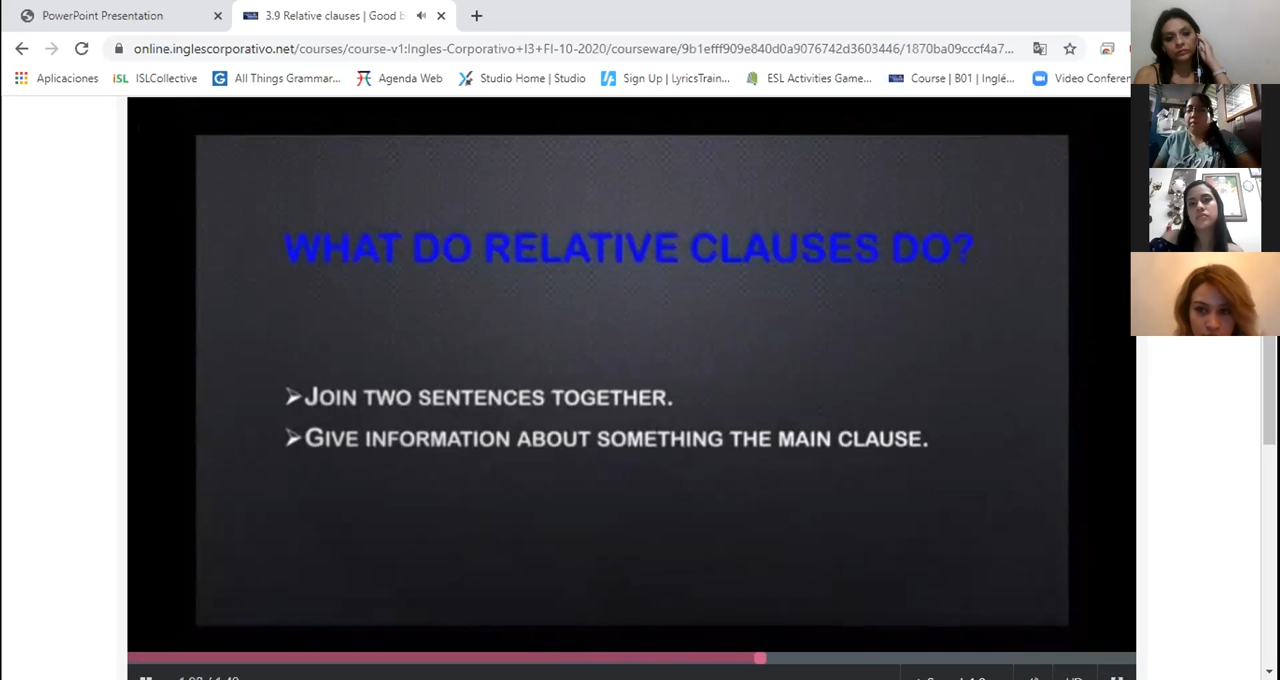 PowerPoint Presentation
3.9 Relative clauses | Good b
online.inglescorporativo.net/courses/course-v1:Ingles-Corporativo+I3+FI-10-2020/courseware/9b1efff909e840d0a9076742d3603446/1870ba09cccf4a7...
Aplicaciones iSL ISLCollective G All Things Grammar... Agenda Web Studio Home | Studio Sign Up | LyricsTrain... ESL Activities Game... Course | B01 | Inglé... Video Conferen
WHAT DO RELATIVE CLAUSES DO?
➢JOIN TWO SENTENCES TOGETHER.
➢GIVE INFORMATION ABOUT SOMETHING THE MAIN CLAUSE.